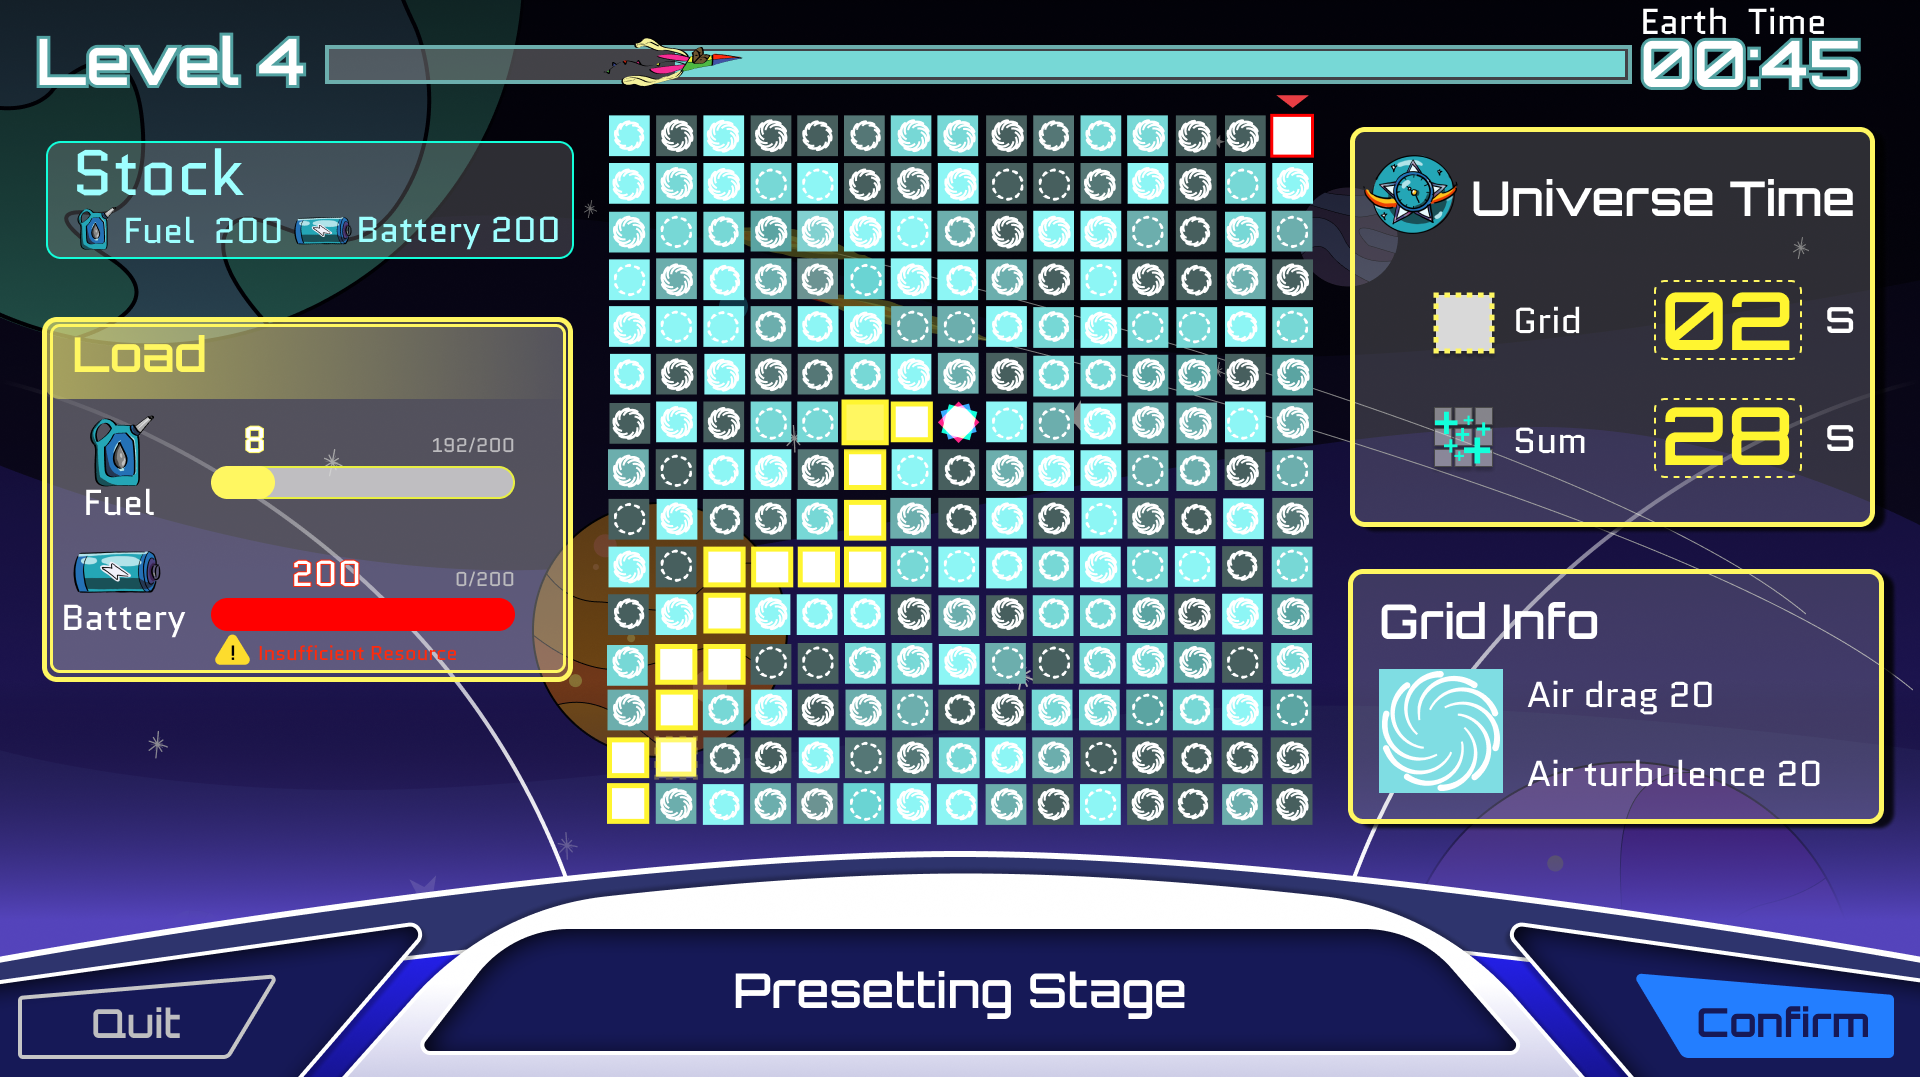 Level 4
Earth Time
00:45
Stock
Fuel 200 Battery 200
Load
8
192/200
Fuel
200
0/200
Battery
Insufficient Resource
Universe Time
Grid 02 S
Sum 28 S
Grid Info
Air drag 20
Air turbulence 20
Presetting Stage
Quit
Confirm